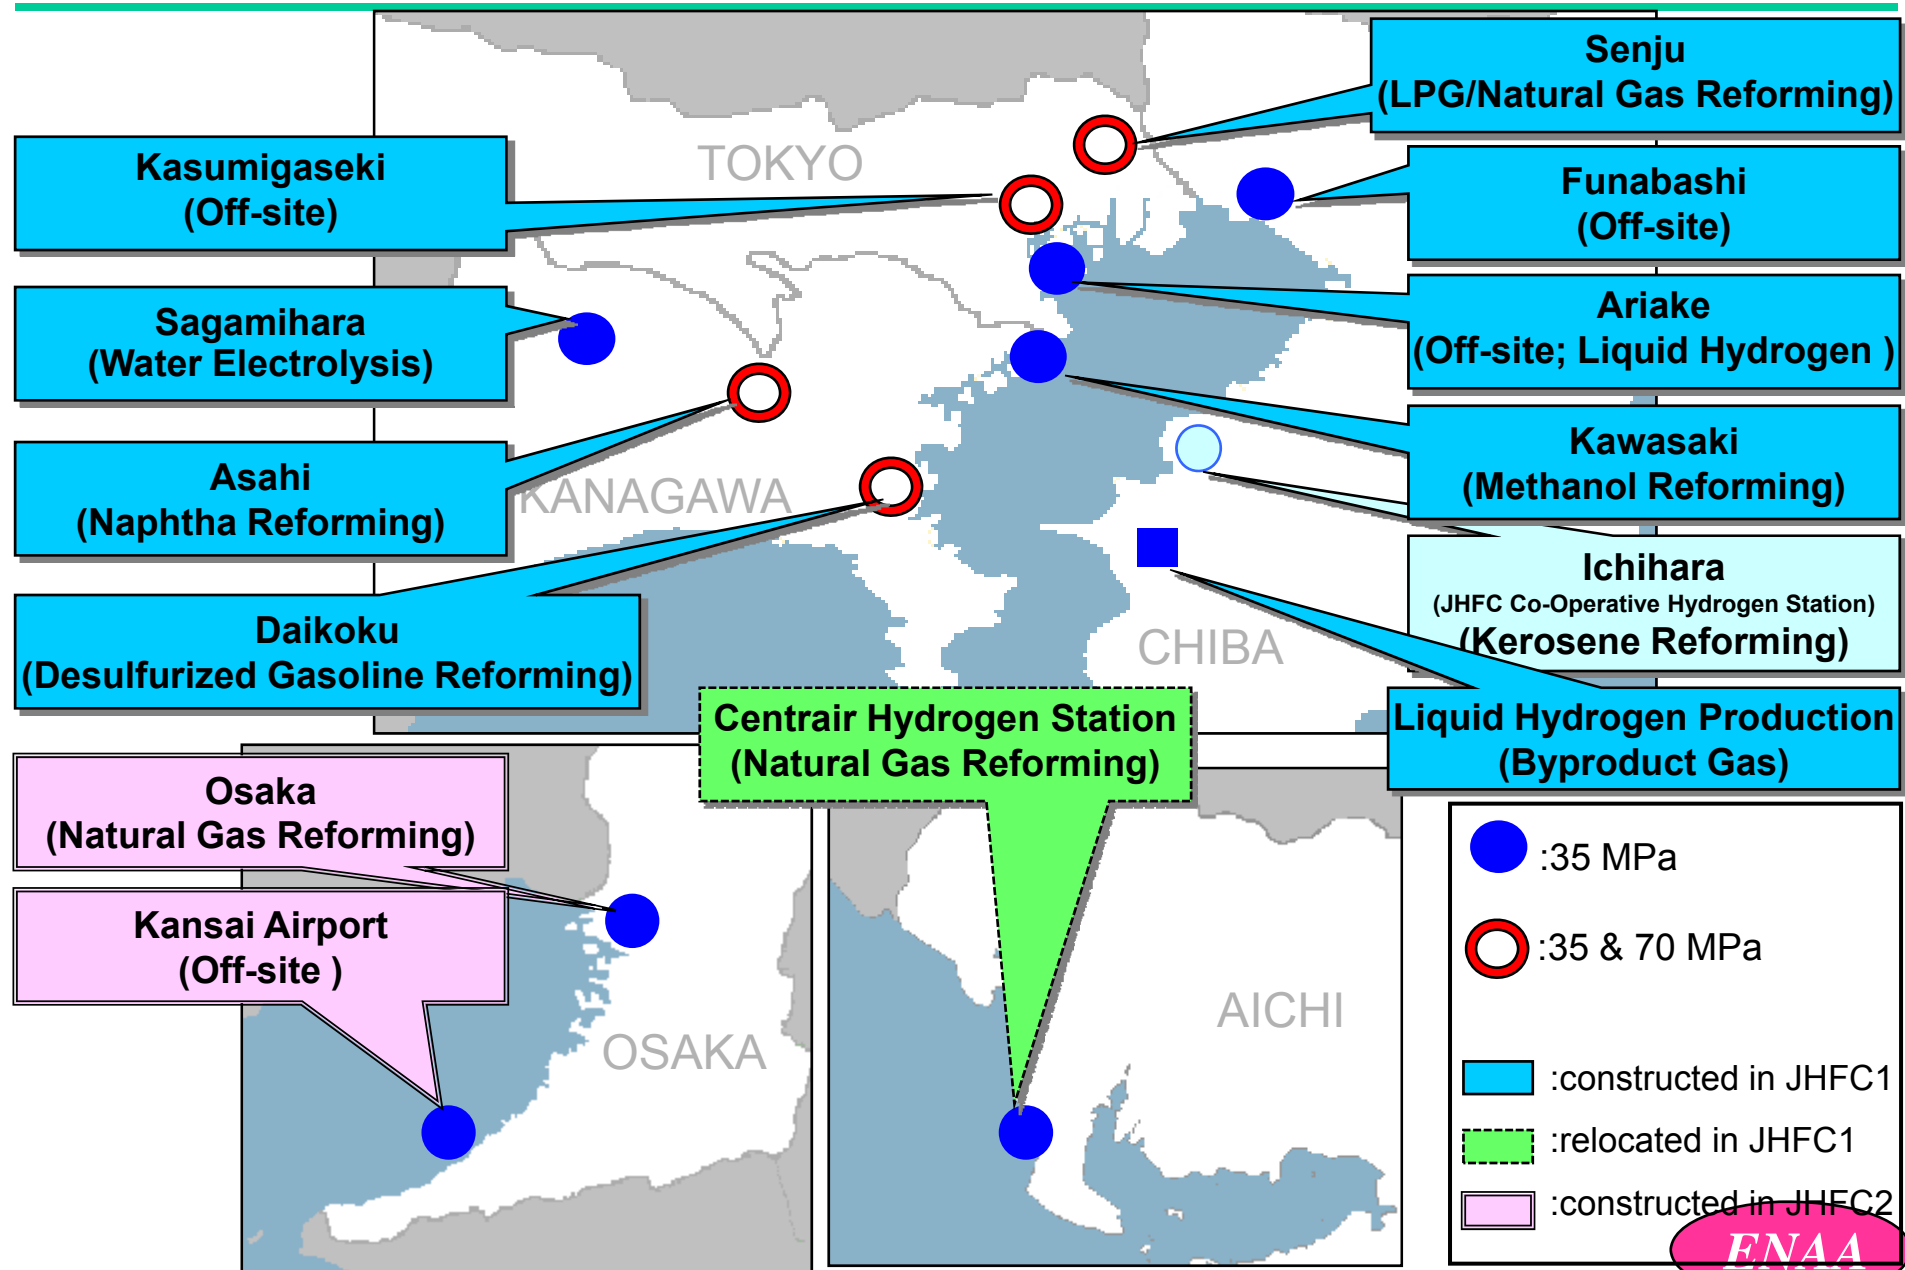 Senju
(LPG/Natural Gas Reforming)
Kasumigaseki
(Off-site)
TOKYO
Funabashi
(Off-site)
Sagamihara
(Water Electrolysis)
Ariake
(Off-site; Liquid Hydrogen )
Asahi
(Naphtha Reforming)
KANAGAWA
Kawasaki
(Methanol Reforming)
Ichihara
(JHFC Co-Operative Hydrogen Station)
(Kerosene Reforming)
Daikoku
(Desulfurized Gasoline Reforming)
CHIBA
Centrair Hydrogen Station
(Natural Gas Reforming)
Liquid Hydrogen Production
(Byproduct Gas)
Osaka
(Natural Gas Reforming)
Kansai Airport
(Off-site )
OSAKA
AICHI
:35 MPa
:35 & 70 MPa
:constructed in JHFC1
:relocated in JHFC1
:constructed in JHFC2
ENAA